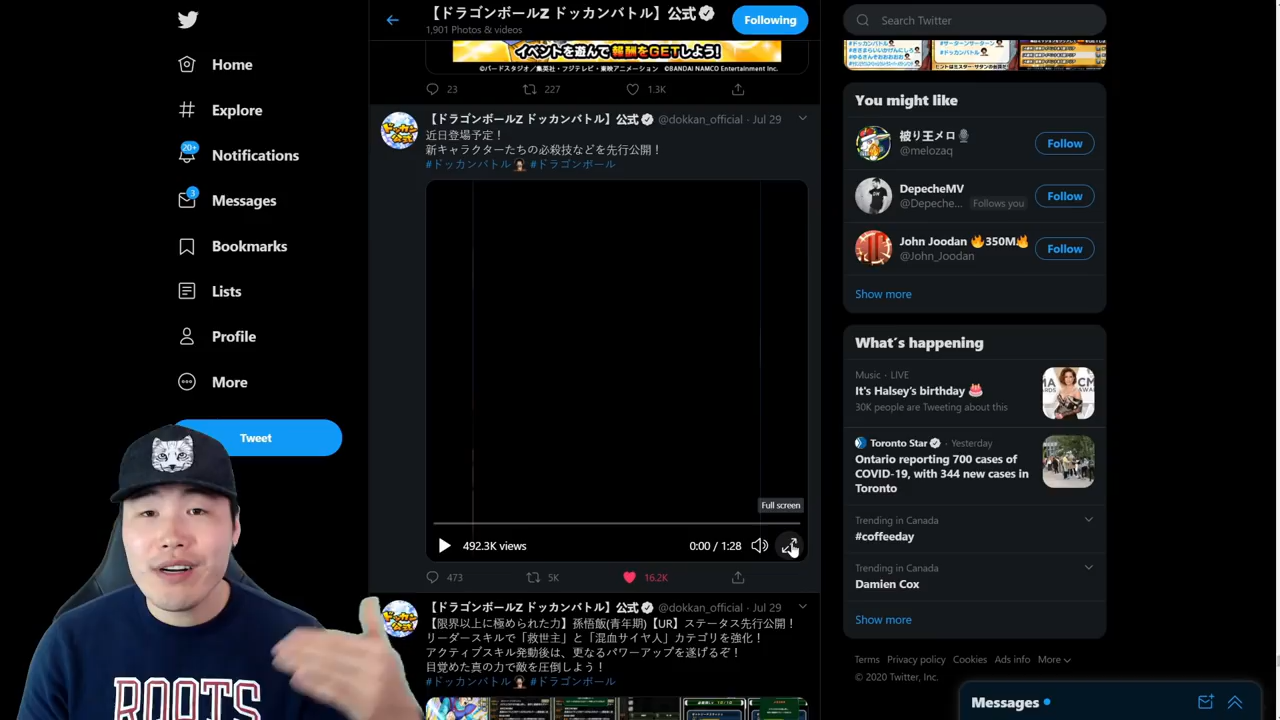 Home
Explore
20+
Notifications
3
Messages
Bookmarks
Lists
Profile
More
Tweet
ROOTS
【ドラゴンボールZ ドッカンバトル】公式
1,901 Photos & videos
Following
イベントを遊んで報酬をGETしよう!
©バードスタジオ／集英社・フジテレビ・東映アニメーション ©BANDAI NAMCO Entertainment Inc.
23
227
1.3K
【ドラゴンボールZ ドッカンバトル】公式 @dokkan_official · Jul 29
近日登場予定！
新キャラクターたちの必殺技などを先行公開！
#ドッカンバトル #ドラゴンボール
Full screen
492.3K views
0:00 / 1:28
473
5K
16.2K
【ドラゴンボールZ ドッカンバトル】公式 @dokkan_official · Jul 29
【限界以上に極められた力】孫悟飯(青年期)【UR】ステータス先行公開！
リーダースキルで「救世主」と「混血サイヤ人」カテゴリを強化！
アクティブスキル発動後は、更なるパワーアップを遂げるぞ！
目覚めた真の力で敵を圧倒しよう！
#ドッカンバトル #ドラゴンボール
Search Twitter
You might like
被り王メロ
@melozaq
Follow
DepecheMV
@Depeche... Follows you
Follow
John Joodan 350M
@John_Joodan
Follow
Show more
What's happening
Music · LIVE
It's Halsey's birthday
30K people are Tweeting about this
Toronto Star · Yesterday
Ontario reporting 700 cases of
COVID-19, with 344 new cases in
Toronto
Trending in Canada
#coffeeday
Trending in Canada
Damien Cox
Show more
Terms Privacy policy Cookies Ads info More
© 2020 Twitter, Inc.
Messages